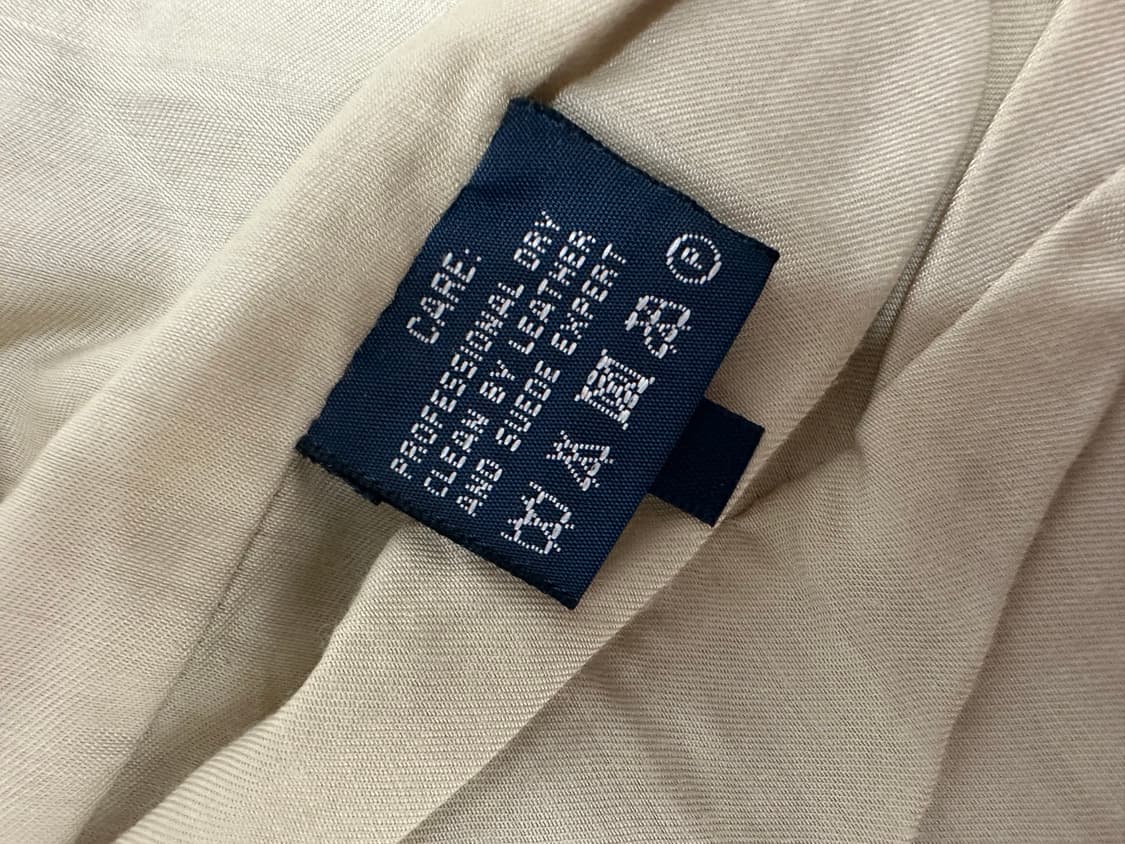 CARE:
PROFESSIONAL DRY
CLEAN BY LEATHER
AND SUEDE EXPERT
P